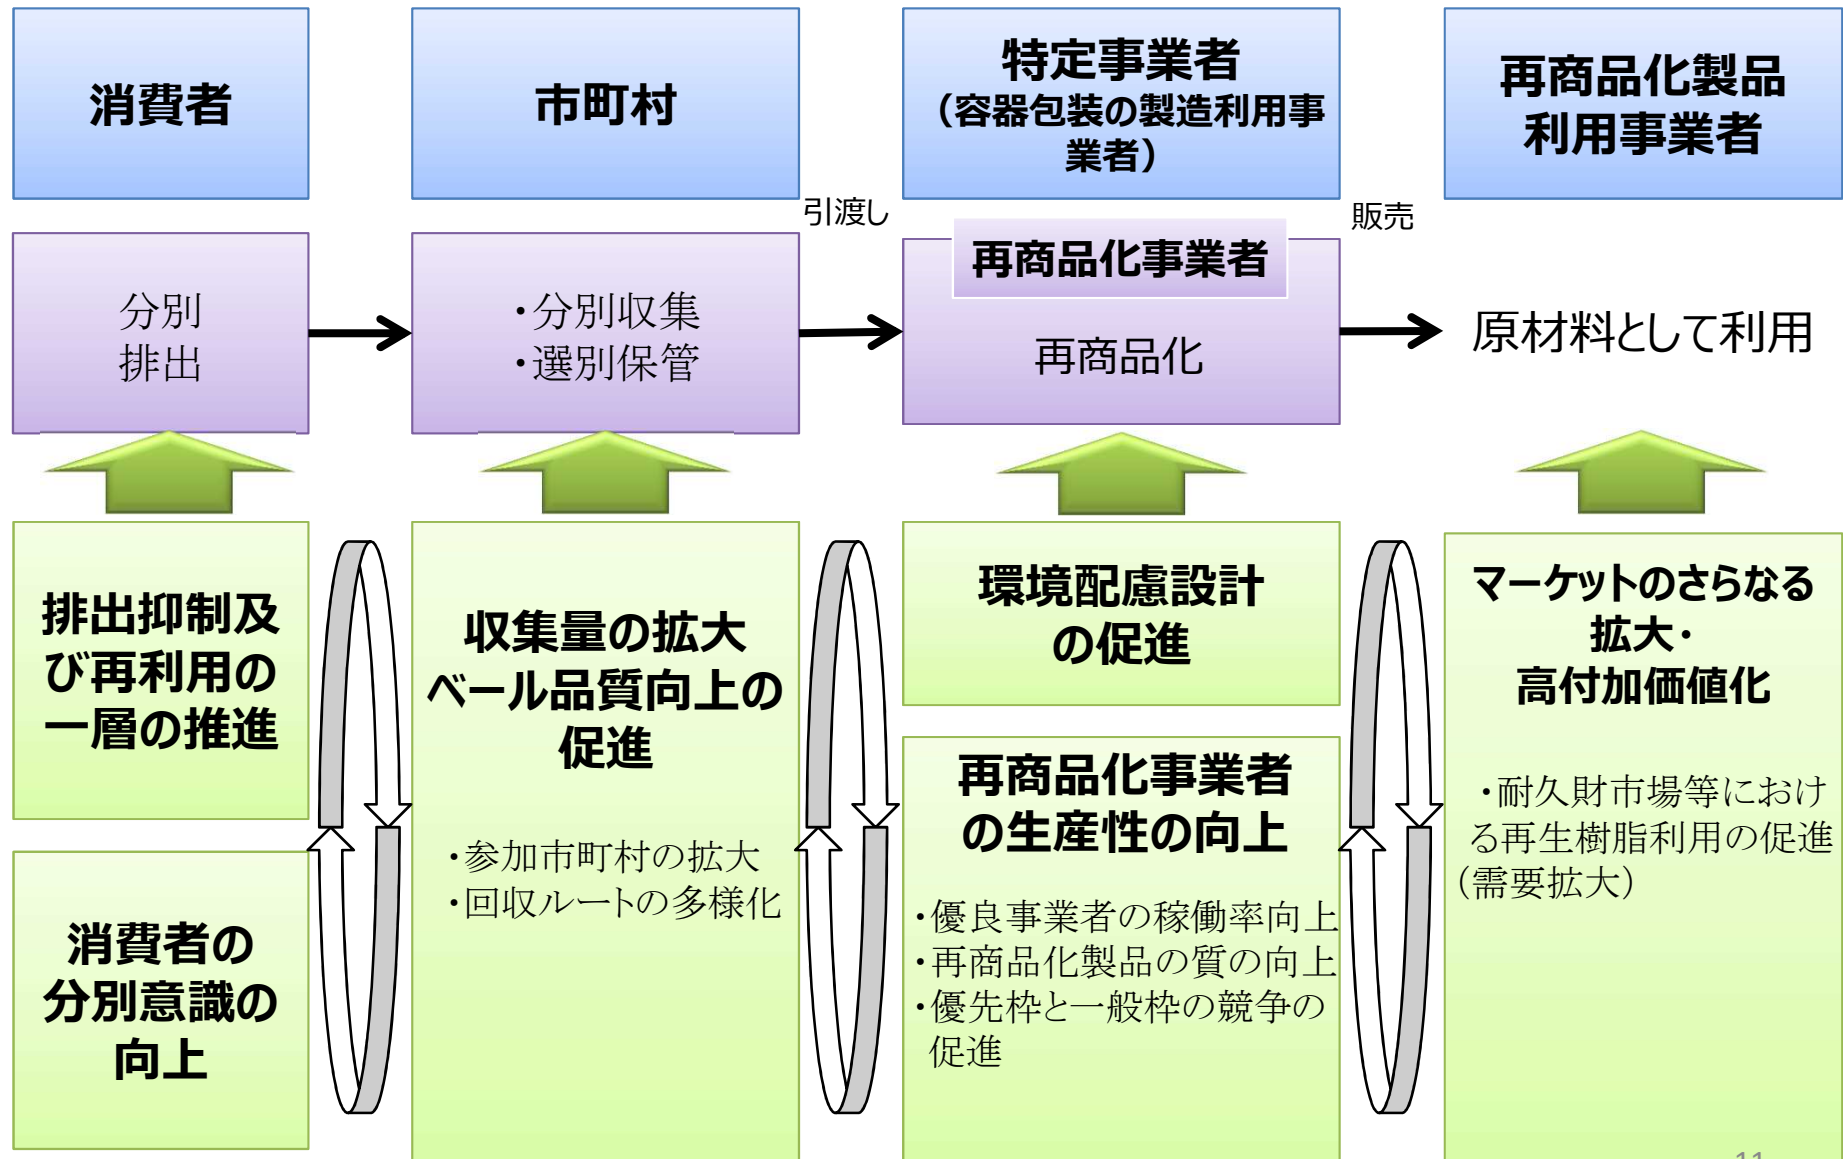 消費者
市町村
特定事業者
（容器包装の製造利用事
業者）
再商品化製品
利用事業者
引渡し
販売
分別
排出
・分別収集
・選別保管
再商品化事業者
再商品化
原材料として利用
排出抑制及
び再利用の
一層の推進
消費者の
分別意識の
向上
収集量の拡大
ベール品質向上の
促進
・参加市町村の拡大
・回収ルートの多様化
環境配慮設計
の促進
再商品化事業者
の生産性の向上
・優良事業者の稼働率向上
・再商品化製品の質の向上
・優先枠と一般枠の競争の
促進
マーケットのさらなる
拡大・
高付加価値化
・耐久財市場等におけ
る再生樹脂利用の促進
（需要拡大）
11